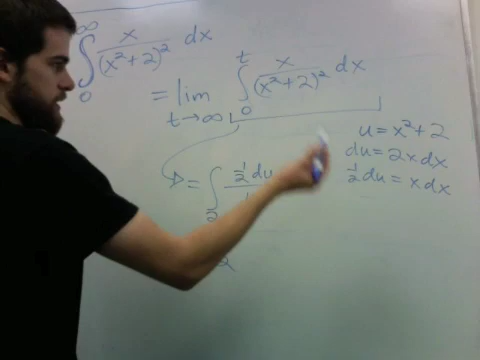 ∫₀^∞ x/(x²+2)² dx
= lim t→∞ ∫₀^t x/(x²+2)² dx
u = x²+2
du = 2x dx
½ du = x dx
= ∫₂ ½ du
2